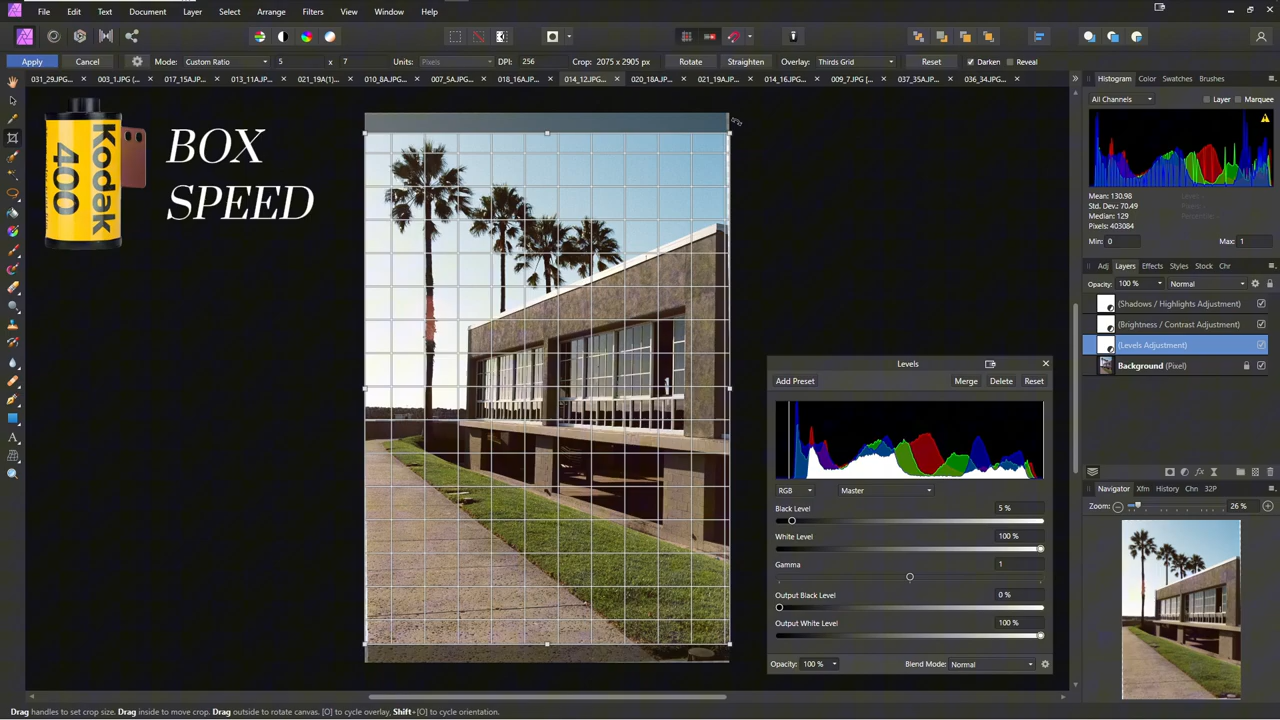 File Edit Text Document Layer Select Arrange Filters View Window Help
Apply Cancel Mode: Custom Ratio 5 x 7 Units: Pixels DPI: 256 Crop: 2075 x 2905 px Rotate Straighten Overlay: Thirds Grid Reset Darken Reveal
031_29.JPG... 003_1.JPG (... 017_15A.JPG... 013_11A.JPG... 021_19A(1)... 010_8A.JPG... 007_5A.JPG... 018_16A.JPG... 014_12.JPG... 020_18A.JP... 021_19A.JP... 014_16.JPG... 009_7.JPG [... 037_35A.JP... 036_34.JPG...
Kodak
400
BOX
SPEED
Histogram Color Swatches Brushes
All Channels Layer Marquee
Mean: 130.98
Std. Dev.: 70.49
Median: 129
Pixels: 403084
Min: 0 Max: 1
Adj Layers Effects Styles Stock Chr
Opacity: 100 % Normal
(Shadows / Highlights Adjustment)
(Brightness / Contrast Adjustment)
(Levels Adjustment)
Background (Pixel)
Levels
Add Preset Merge Delete Reset
RGB Master
Black Level 5 %
White Level 100 %
Gamma 1
Output Black Level 0 %
Output White Level 100 %
Opacity: 100 % Blend Mode: Normal
Navigator Xfm History Chn 32P
Zoom: 26 %
Drag handles to set crop size. Drag inside to move crop. Drag outside to rotate canvas. [O] to cycle overlay, Shift+[O] to cycle orientation.